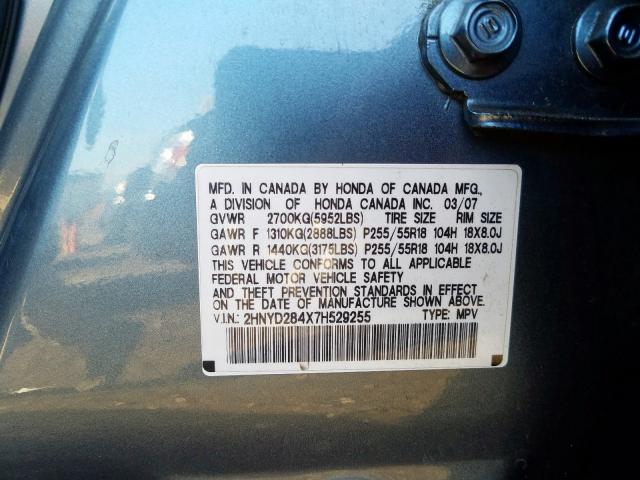 MFD. IN CANADA BY HONDA OF CANADA MFG.,
A DIVISION OF HONDA CANADA INC. 03/07
GVWR 2700KG(5952LBS) TIRE SIZE RIM SIZE
GAWR F 1310KG(2888LBS) P255/55R18 104H 18X8.0J
GAWR R 1440KG(3175LBS) P255/55R18 104H 18X8.0J
THIS VEHICLE CONFORMS TO ALL APPLICABLE
FEDERAL MOTOR VEHICLE SAFETY
AND THEFT PREVENTION STANDARDS IN EFFECT
ON THE DATE OF MANUFACTURE SHOWN ABOVE.
V.I.N.: 2HNYD284X7H529255 TYPE: MPV